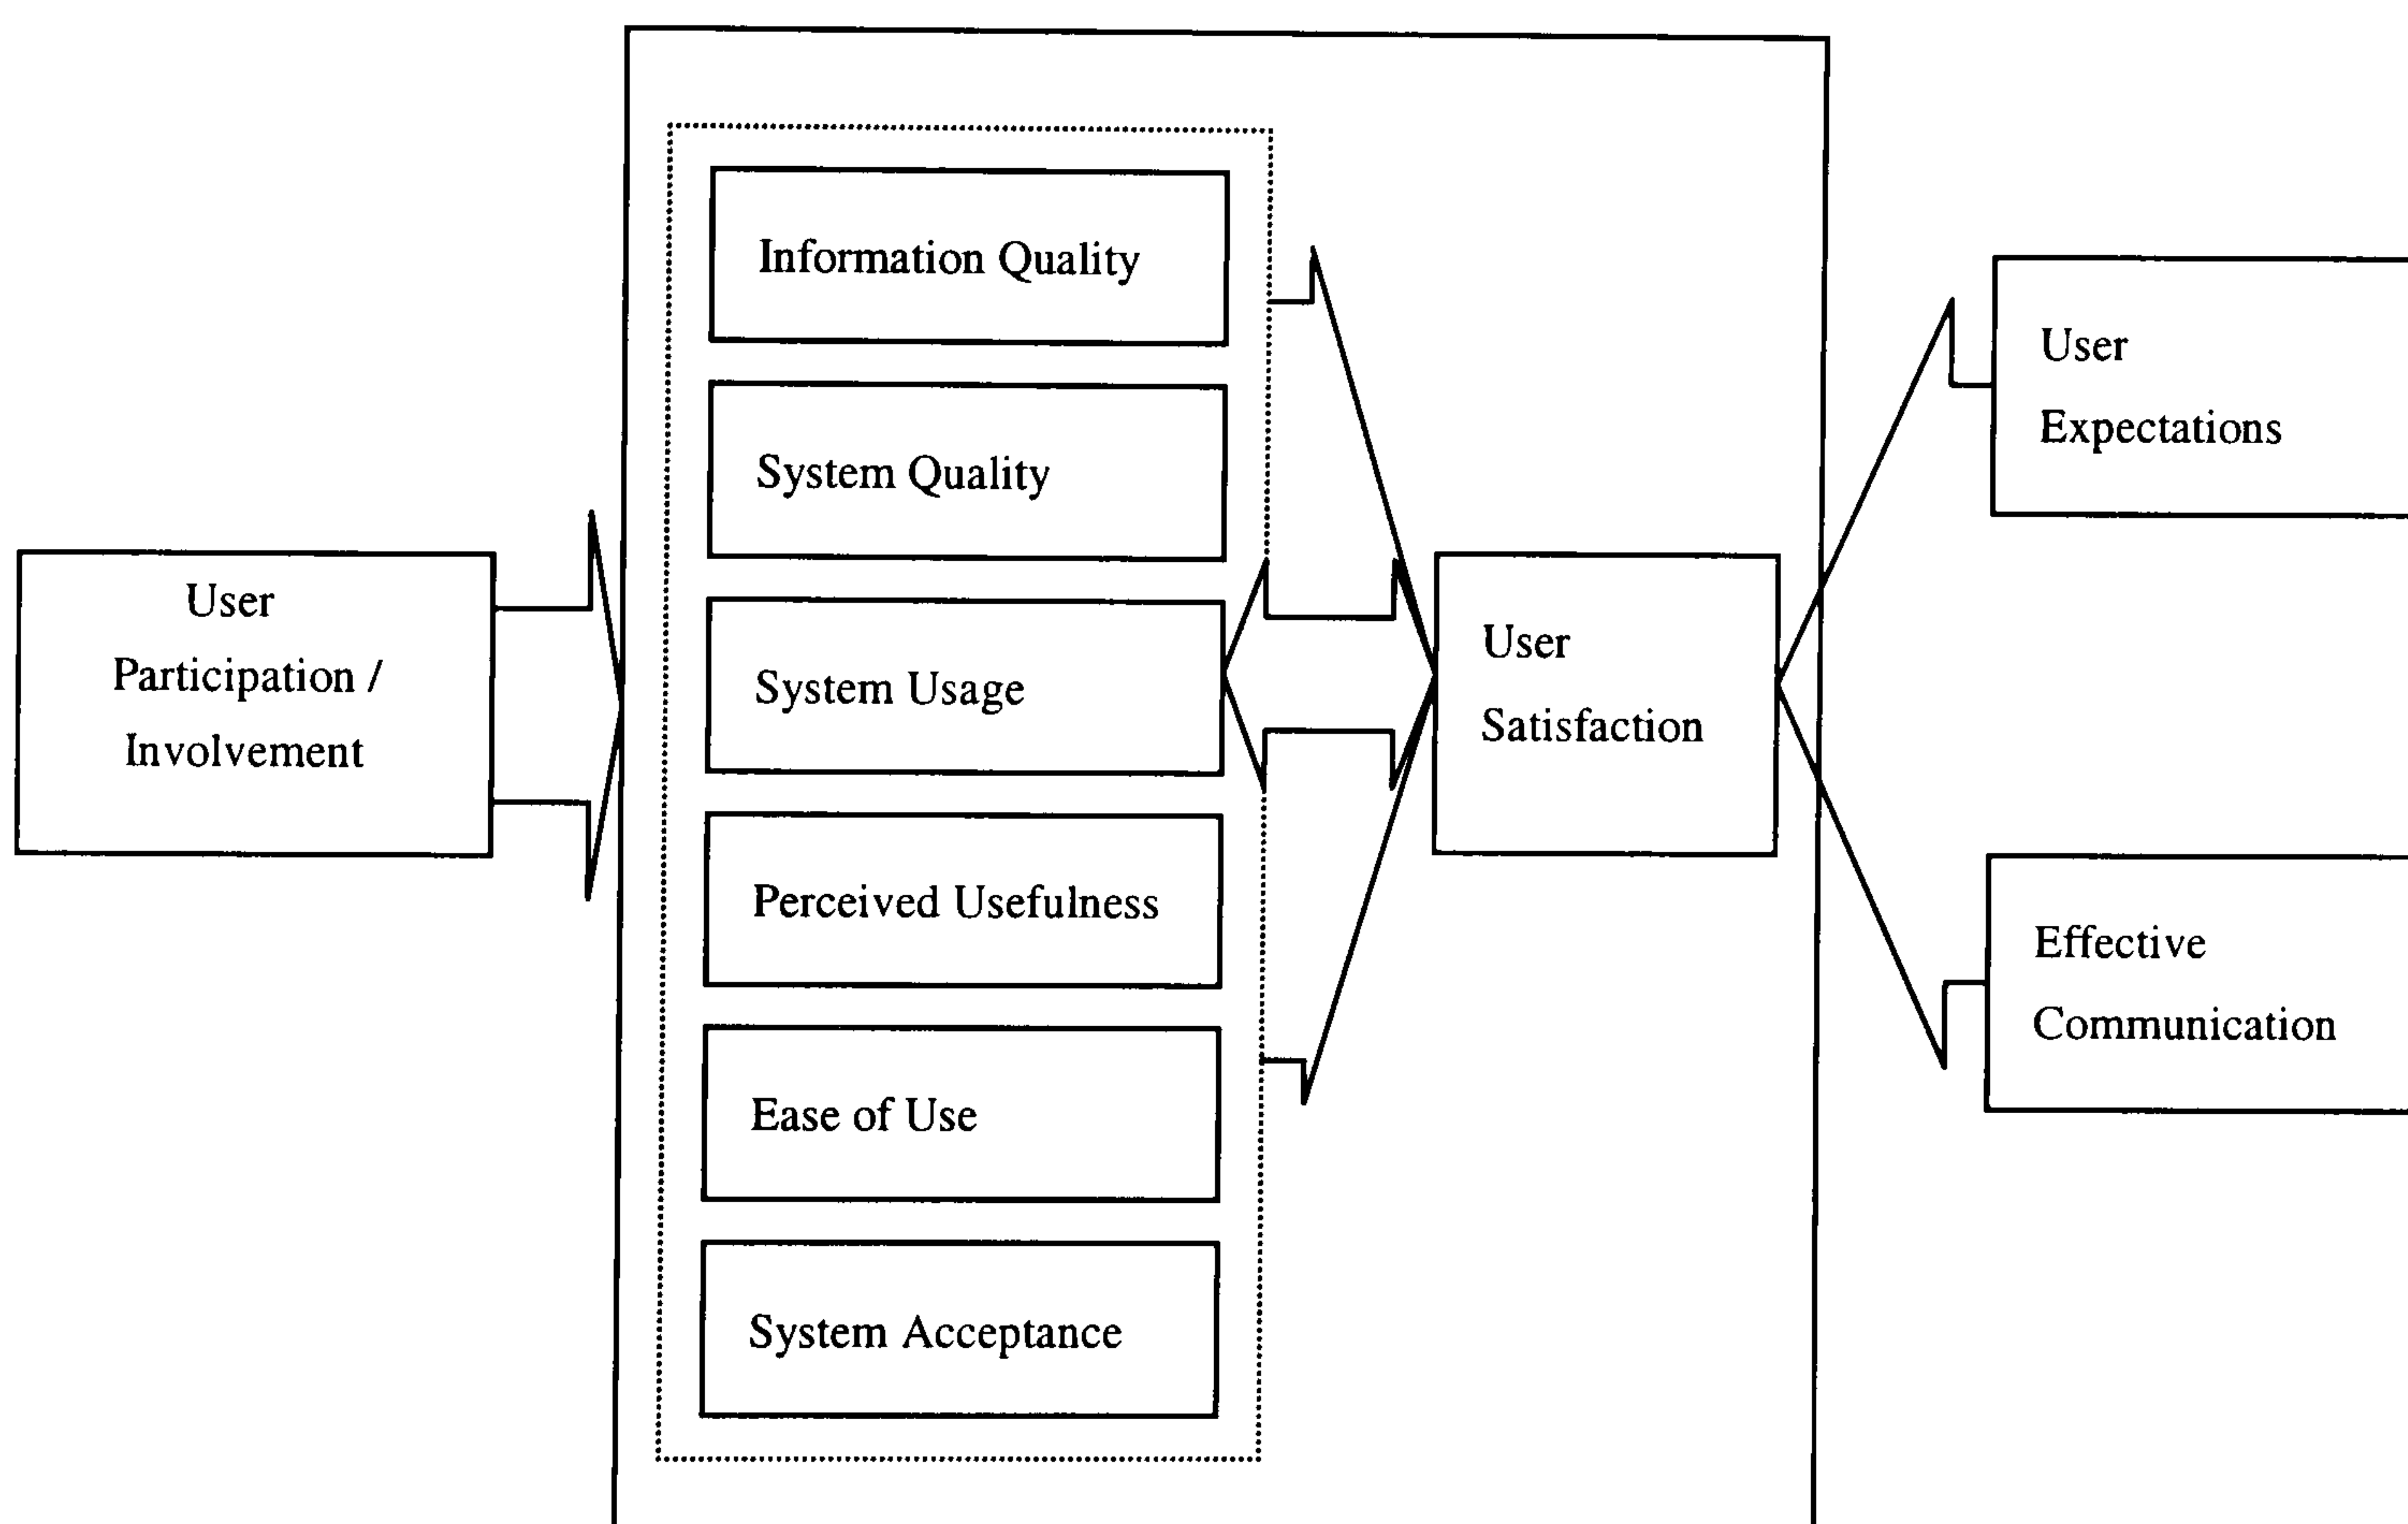 User
Participation /
Involvement
Information Quality
System Quality
System Usage
Perceived Usefulness
Ease of Use
System Acceptance
User
Satisfaction
User
Expectations
Effective
Communication